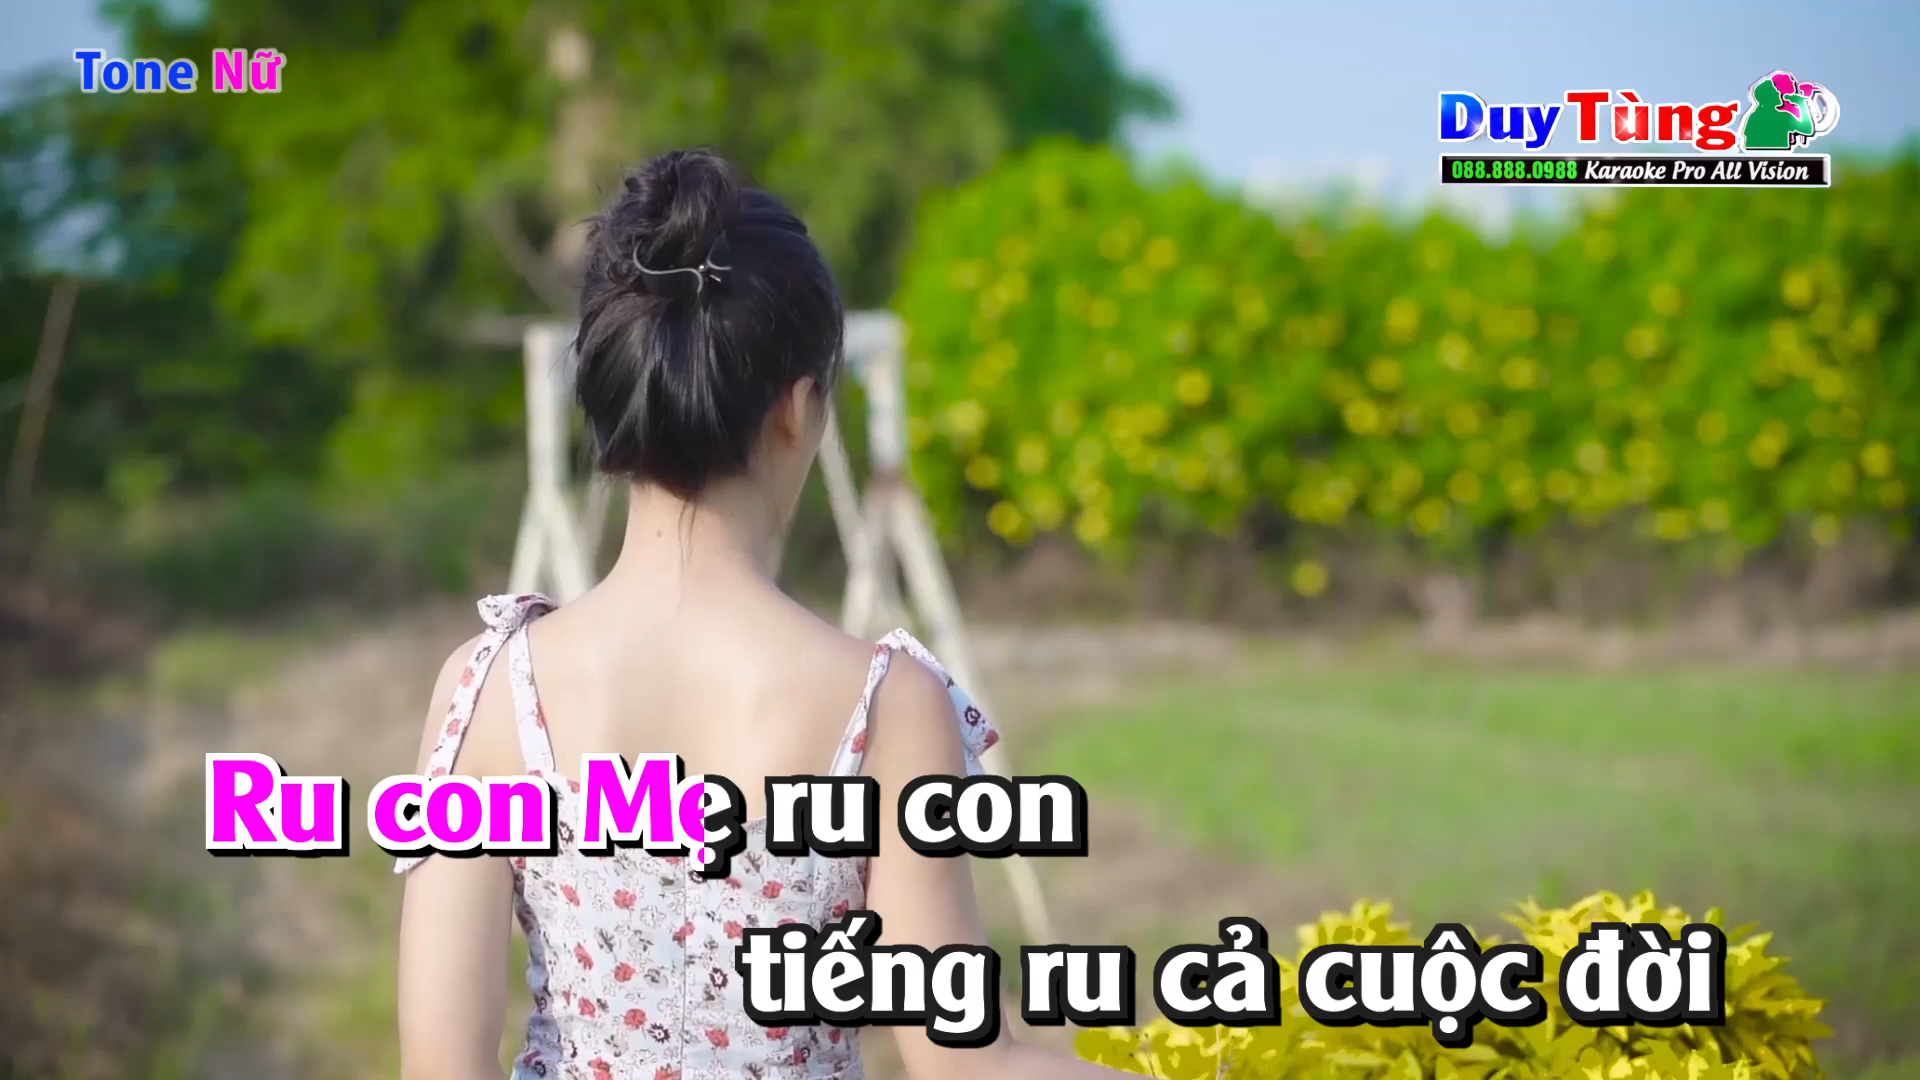 Tone Nữ
Duy Tùng
088.888.0988 Karaoke Pro All Vision
Ru con Mẹ ru con
tiếng ru cả cuộc đời